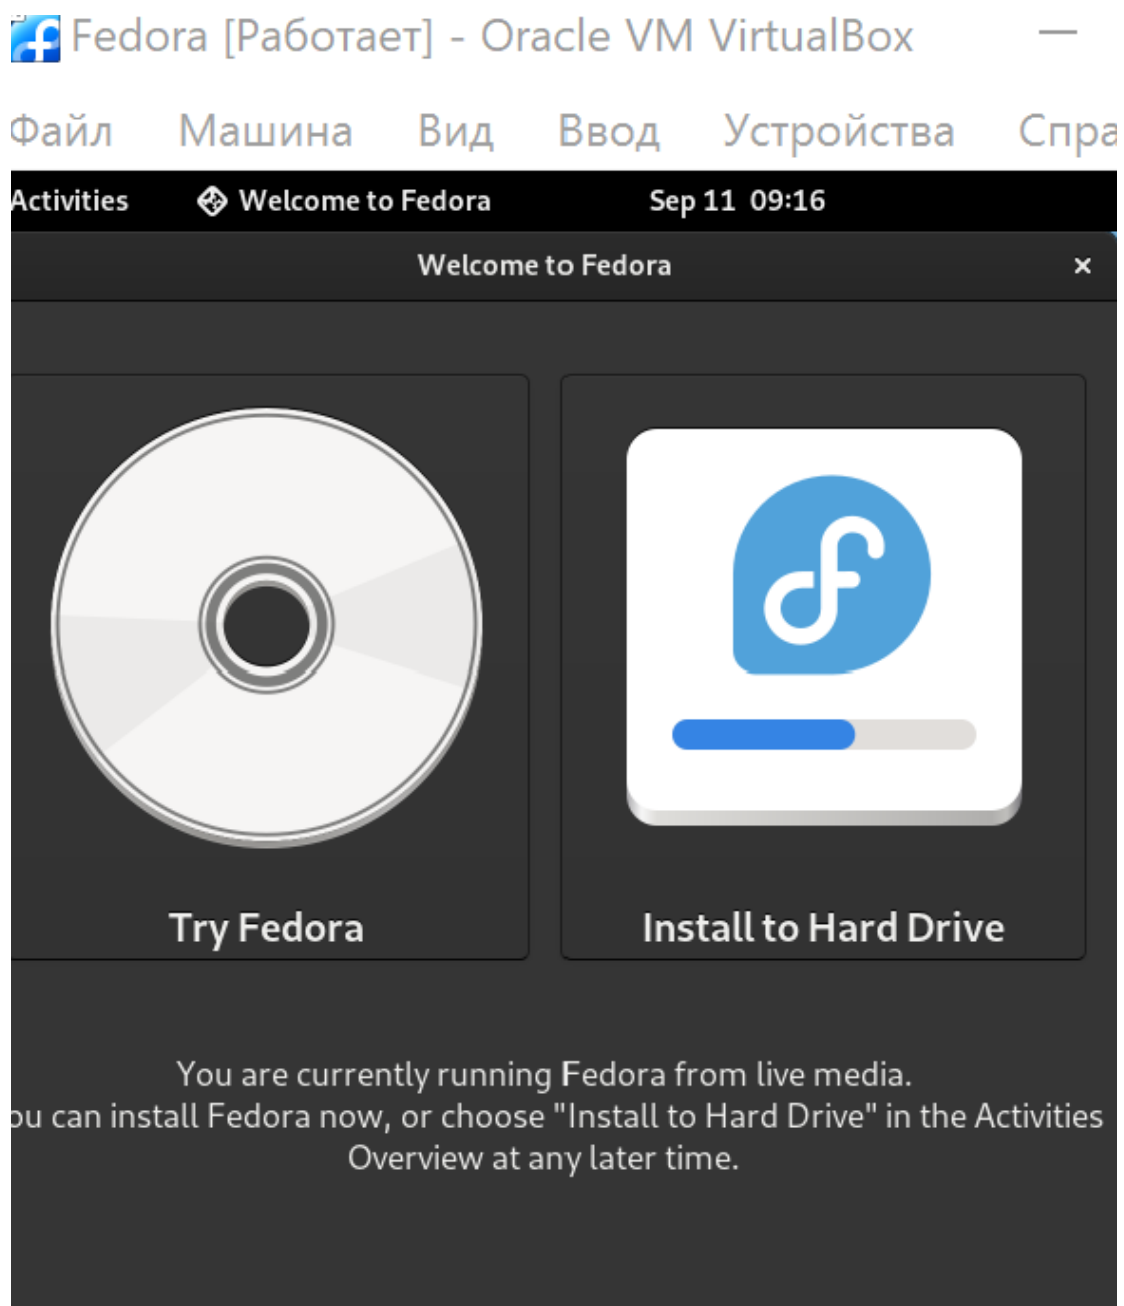 Fedora [Работает] - Oracle VM VirtualBox
Файл Машина Вид Ввод Устройства Спра
Activities Welcome to Fedora Sep 11 09:16
Welcome to Fedora
Try Fedora Install to Hard Drive
You are currently running Fedora from live media.
ou can install Fedora now, or choose "Install to Hard Drive" in the Activities
Overview at any later time.